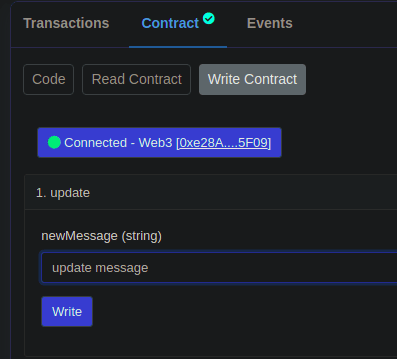 Transactions Contract Events
Code Read Contract Write Contract
Connected - Web3 [0xe28A....5F09]
1. update
newMessage (string)
update message
Write